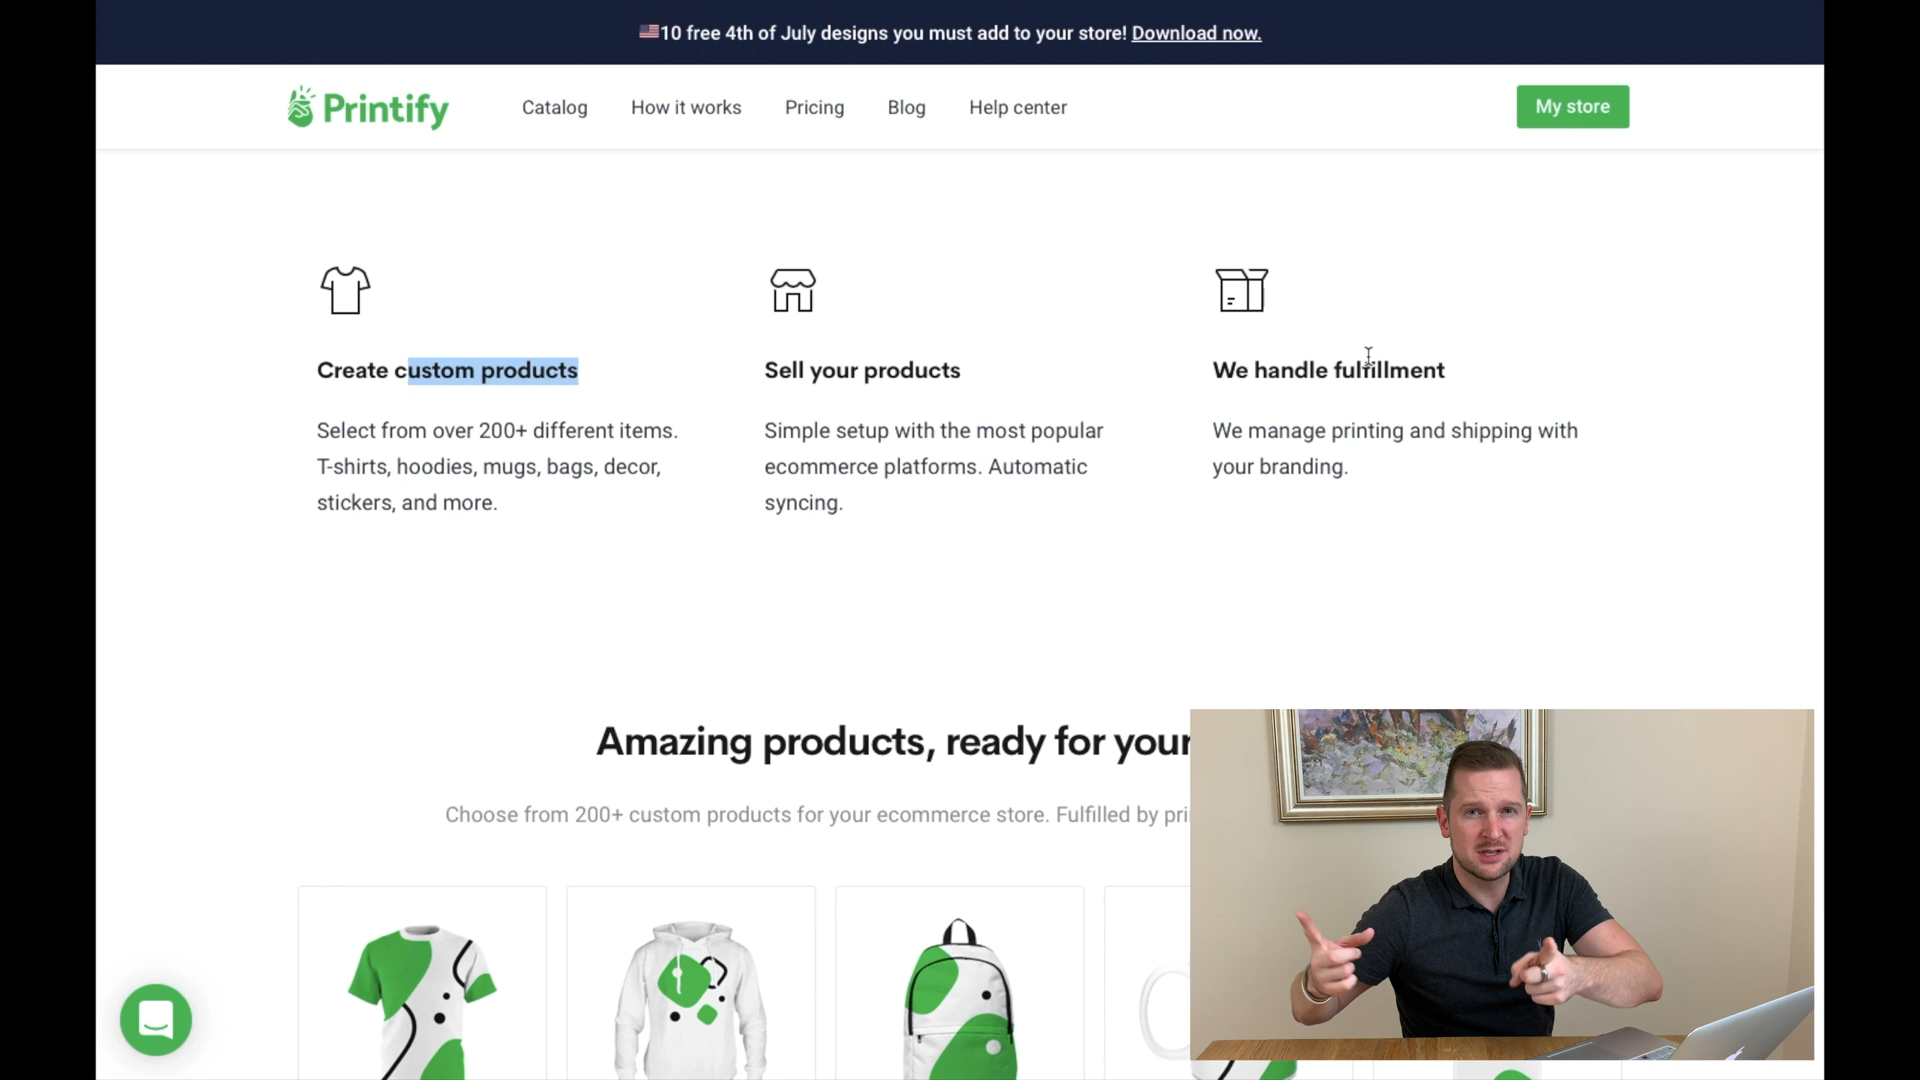 10 free 4th of July designs you must add to your store! Download now.
Printify
Catalog
How it works
Pricing
Blog
Help center
My store
Create custom products
Select from over 200+ different items.
T-shirts, hoodies, mugs, bags, decor,
stickers, and more.
Sell your products
Simple setup with the most popular
ecommerce platforms. Automatic
syncing.
We handle fulfillment
We manage printing and shipping with
your branding.
Amazing products, ready for your
Choose from 200+ custom products for your ecommerce store. Fulfilled by